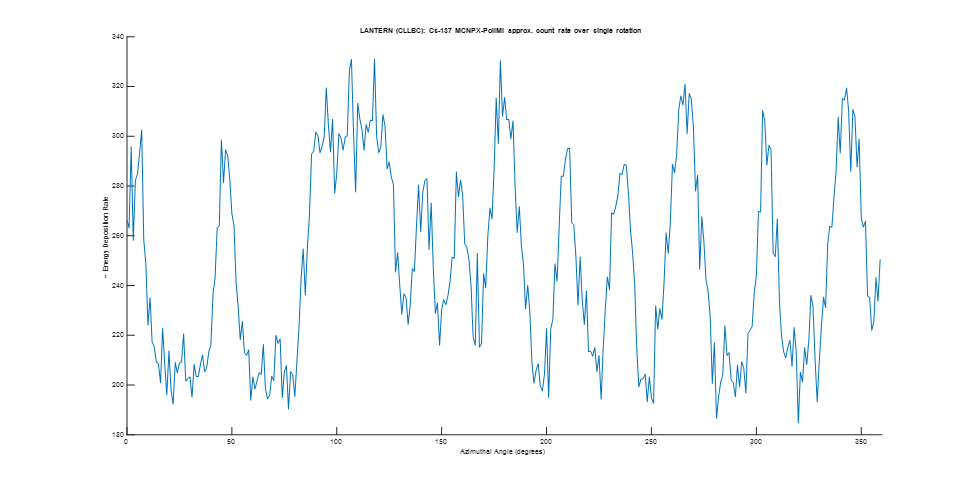 LANTERN (CLLBC): Cs-137 MCNPX-PoliMi approx. count rate over single rotation
340
320
300
280
260
240
220
200
180
~ Energy Deposition Rate
0 50 100 150 200 250 300 350
Azimuthal Angle (degrees)